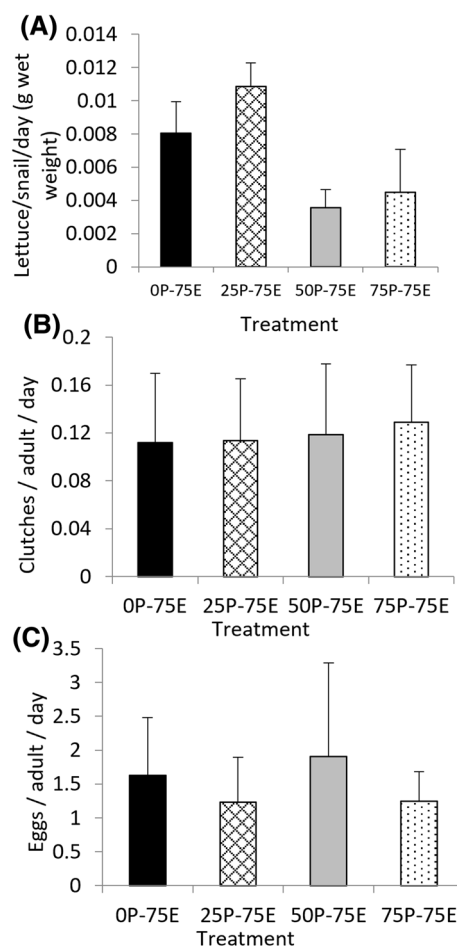 (A)
Lettuce/snail/day (g wet
weight)
0.014
0.012
0.01
0.008
0.006
0.004
0.002
0
0P-75E 25P-75E 50P-75E 75P-75E
Treatment
(B)
Clutches / adult / day
0.2
0.16
0.12
0.08
0.04
0
0P-75E 25P-75E 50P-75E 75P-75E
Treatment
(C)
Eggs / adult / day
3.5
3
2.5
2
1.5
1
0.5
0
0P-75E 25P-75E 50P-75E 75P-75E
Treatment